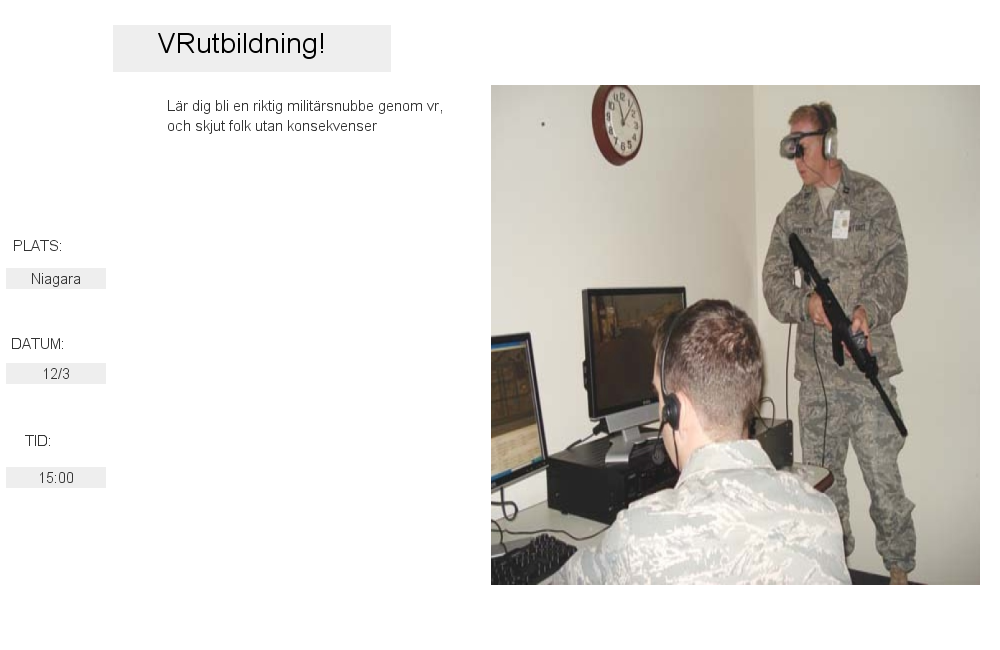 VRutbildning!
Lär dig bli en riktig militärsnubbe genom vr,
och skjut folk utan konsekvenser
PLATS:
Niagara
DATUM:
12/3
TID:
15:00